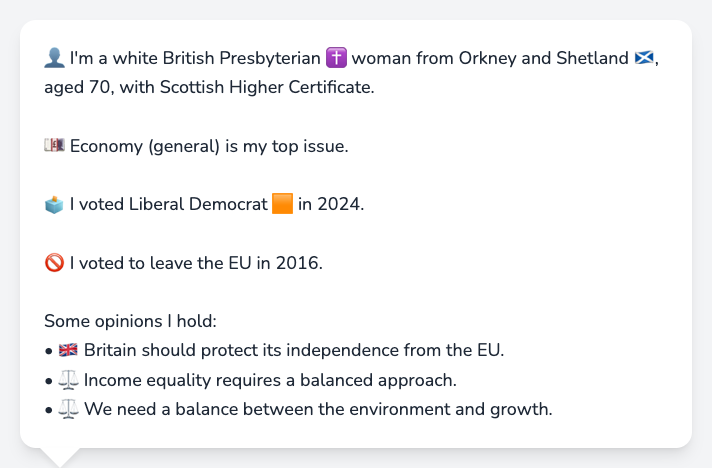 👤 I'm a white British Presbyterian ✝️ woman from Orkney and Shetland 🏴󠁧󠁢󠁳󠁣󠁴󠁿,
aged 70, with Scottish Higher Certificate.
💷 Economy (general) is my top issue.
🗳️ I voted Liberal Democrat 🟧 in 2024.
🚫 I voted to leave the EU in 2016.
Some opinions I hold:
• 🇬🇧 Britain should protect its independence from the EU.
• ⚖️ Income equality requires a balanced approach.
• ⚖️ We need a balance between the environment and growth.